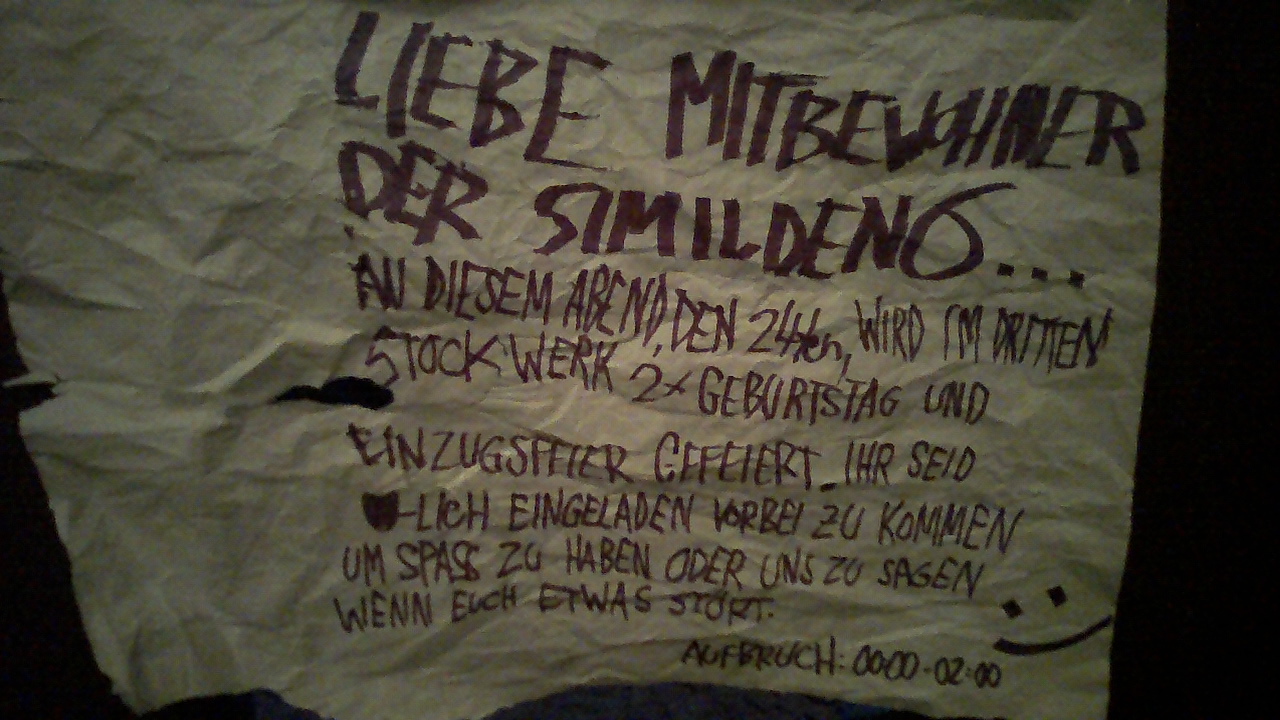 LIEBE MITBEWOHNER
DER SIMILDEN6...
AN DIESEM ABEND, DEN 24ten, WIRD IM DRITTEN
STOCKWERK 2x GEBURTSTAG UND
EINZUGSFEIER GEFEIERT. IHR SEID
♥-LICH EINGELADEN VORBEI ZU KOMMEN
UM SPASS ZU HABEN ODER UNS ZU SAGEN
WENN EUCH ETWAS STÖRT.
AUFBRUCH: 00:00-02:00